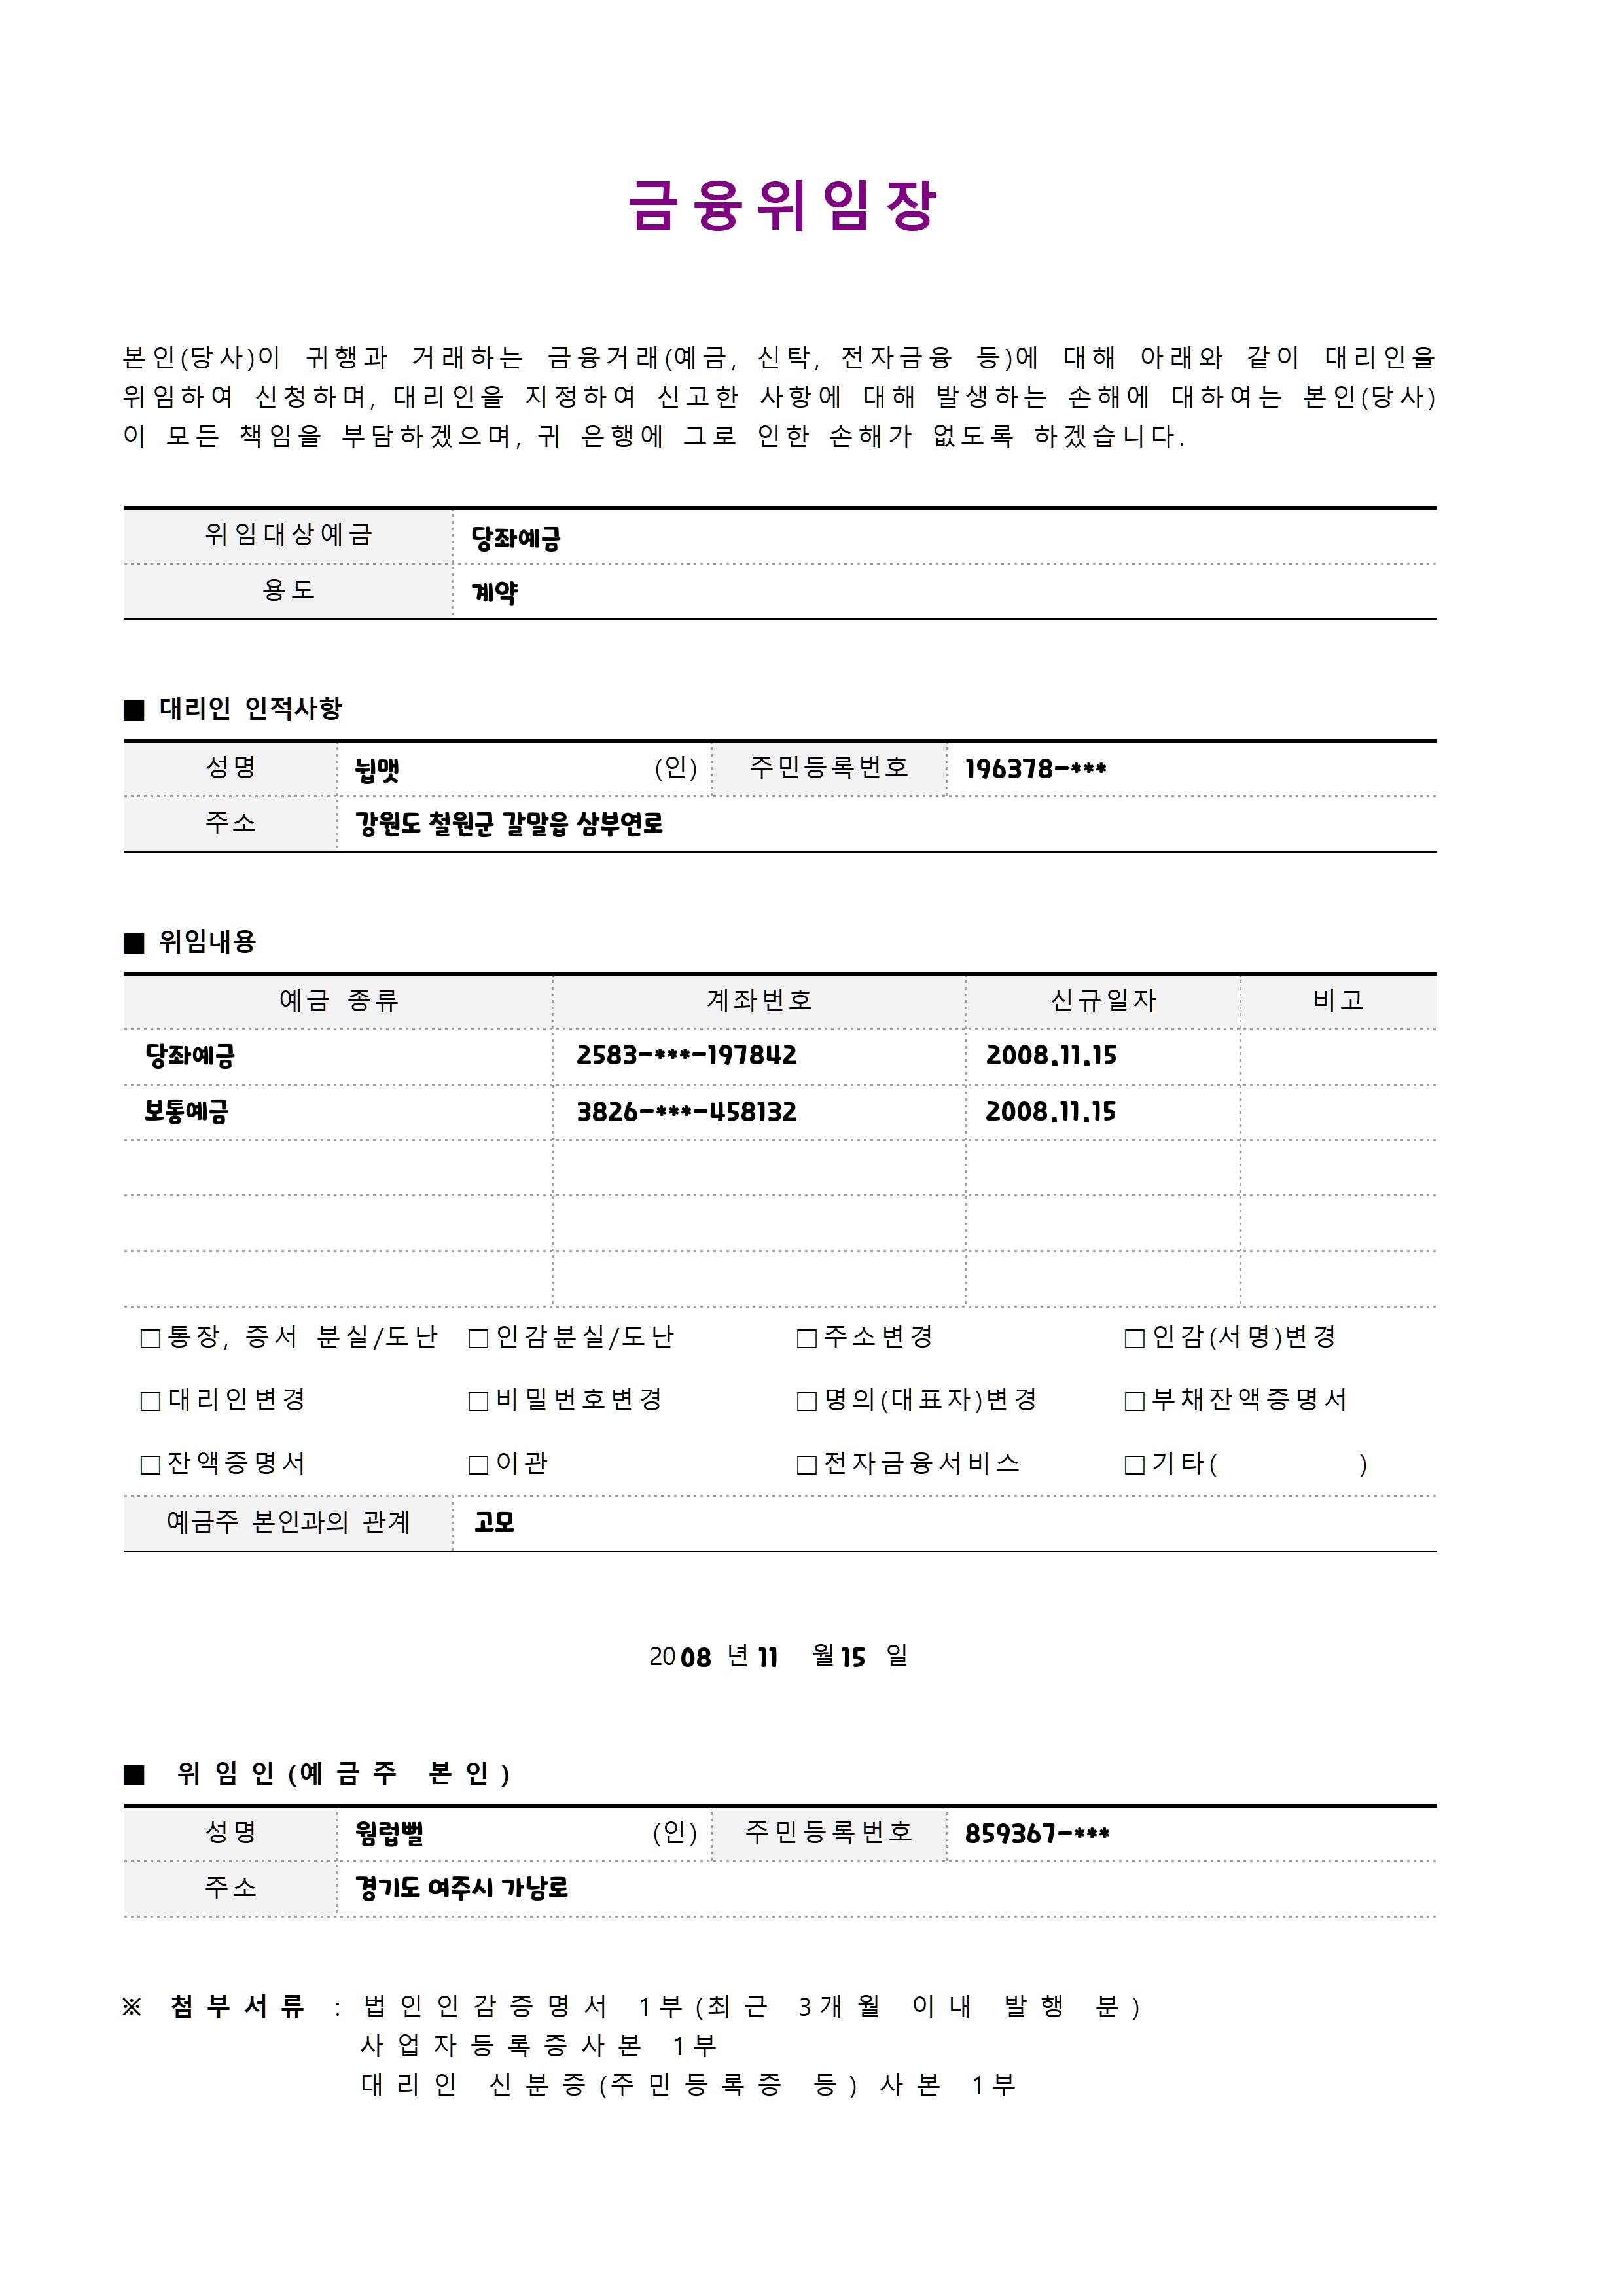 금융위임장
본인(당사)이 귀행과 거래하는 금융거래(예금, 신탁, 전자금융 등)에 대해 아래와 같이 대리인을
위임하여 신청하며, 대리인을 지정하여 신고한 사항에 대해 발생하는 손해에 대하여는 본인(당사)
이 모든 책임을 부담하겠으며, 귀 은행에 그로 인한 손해가 없도록 하겠습니다.
위임대상예금 당좌예금
용도 계약
■ 대리인 인적사항
성명 뉩맷 (인) 주민등록번호 196378-***
주소 강원도 철원군 갈말읍 삼부연로
■ 위임내용
예금 종류 계좌번호 신규일자 비고
당좌예금 2583-***-197842 2008.11.15
보통예금 3826-***-458132 2008.11.15
□통장, 증서 분실/도난 □인감분실/도난 □주소변경 □인감(서명)변경
□대리인변경 □비밀번호변경 □명의(대표자)변경 □부채잔액증명서
□잔액증명서 □이관 □전자금융서비스 □기타( )
예금주 본인과의 관계 고모
2008 년 11 월 15 일
■ 위임인(예금주 본인)
성명 웜럽뻘 (인) 주민등록번호 859367-***
주소 경기도 여주시 가남로
※ 첨부서류 : 법인인감증명서 1부(최근 3개월 이내 발행 분)
사업자등록증사본 1부
대리인 신분증(주민등록증 등) 사본 1부